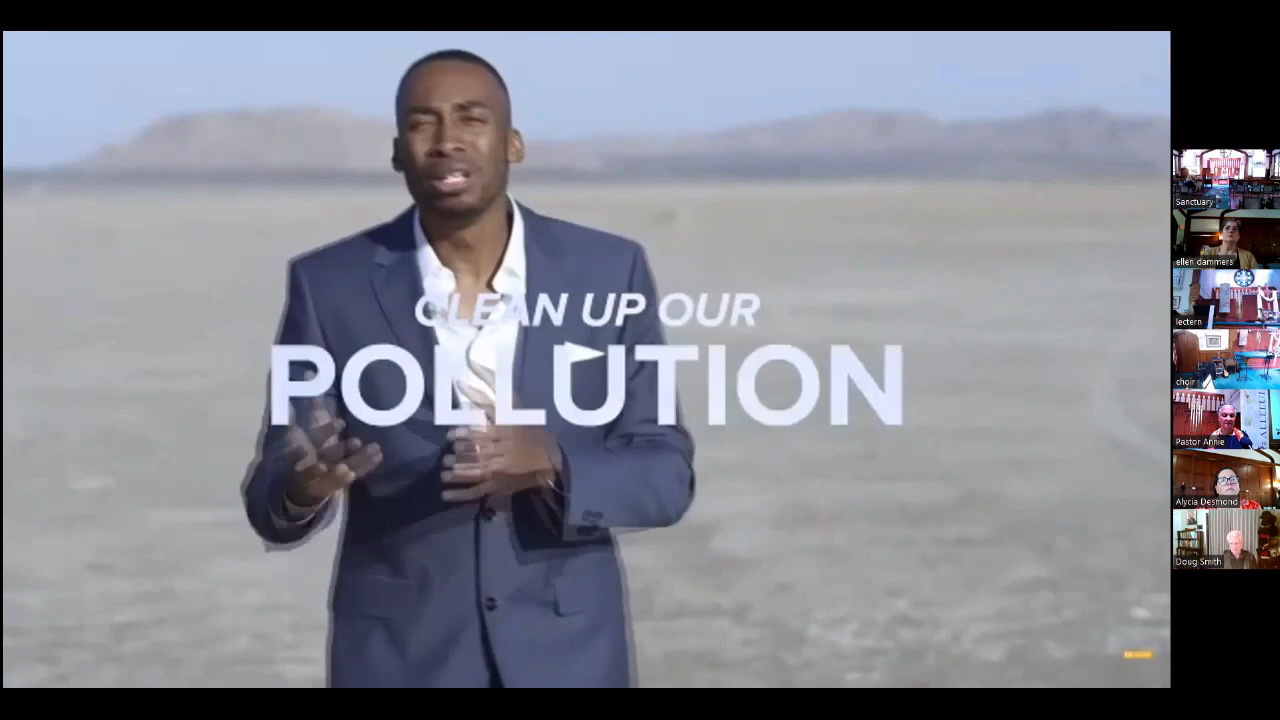 CLEAN UP OUR
POLLUTION
Sanctuary
ellen dammers
lectern
choir
Pastor Annie
Alycia Desmond
Doug Smith